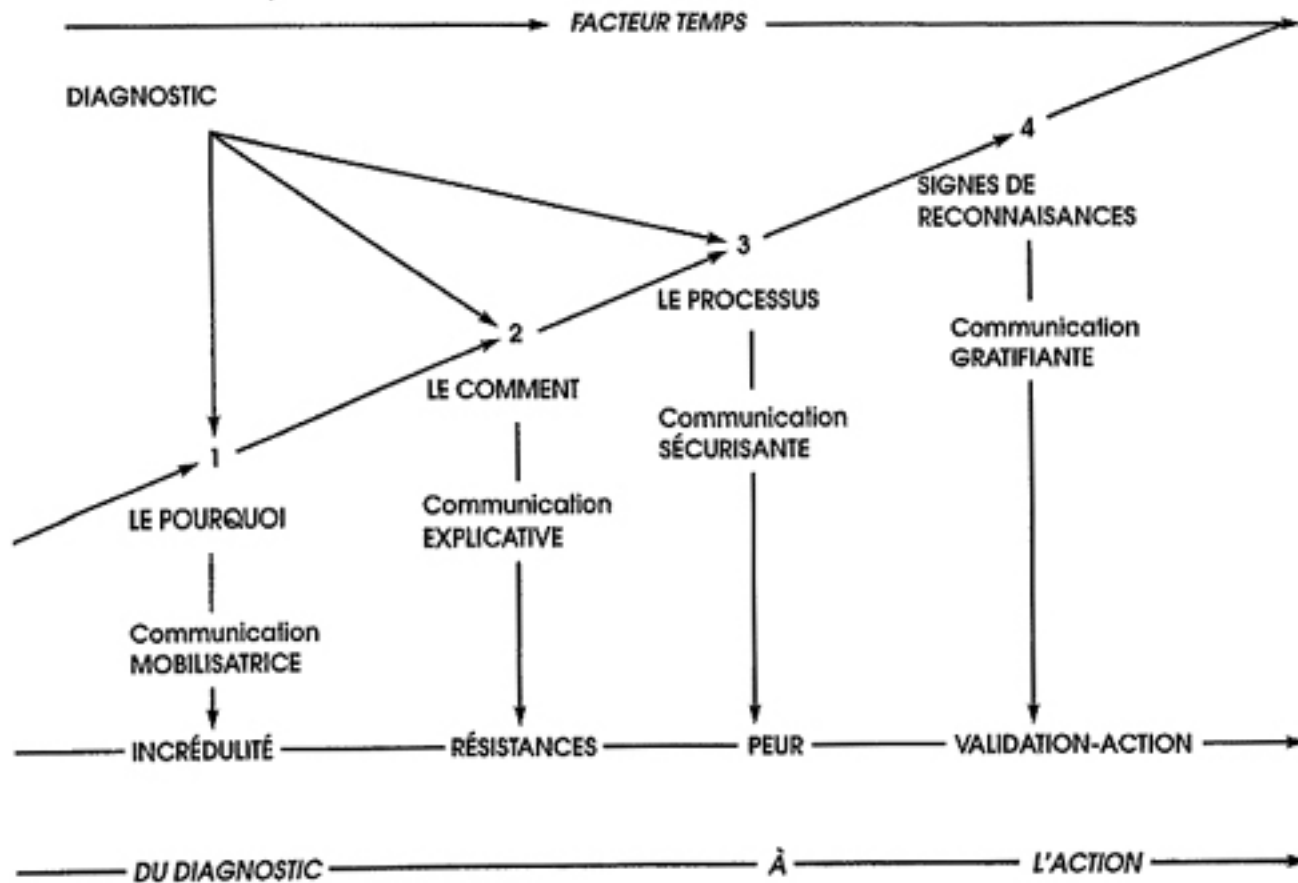 FACTEUR TEMPS
DIAGNOSTIC
4
SIGNES DE
RECONNAISANCES
Communication
GRATIFIANTE
3
LE PROCESSUS
Communication
SÉCURISANTE
2
LE COMMENT
Communication
EXPLICATIVE
1
LE POURQUOI
Communication
MOBILISATRICE
INCRÉDULITÉ RÉSISTANCES PEUR VALIDATION-ACTION
DU DIAGNOSTIC À L'ACTION